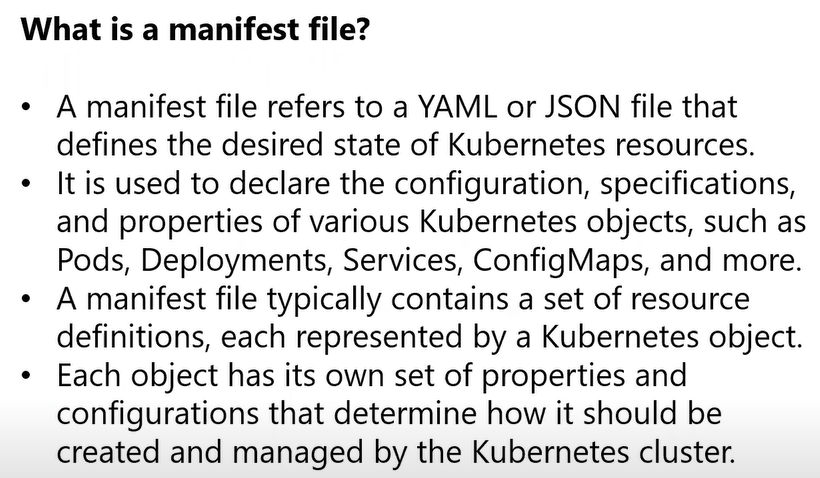 What is a manifest file?
• A manifest file refers to a YAML or JSON file that
defines the desired state of Kubernetes resources.
• It is used to declare the configuration, specifications,
and properties of various Kubernetes objects, such as
Pods, Deployments, Services, ConfigMaps, and more.
• A manifest file typically contains a set of resource
definitions, each represented by a Kubernetes object.
• Each object has its own set of properties and
configurations that determine how it should be
created and managed by the Kubernetes cluster.